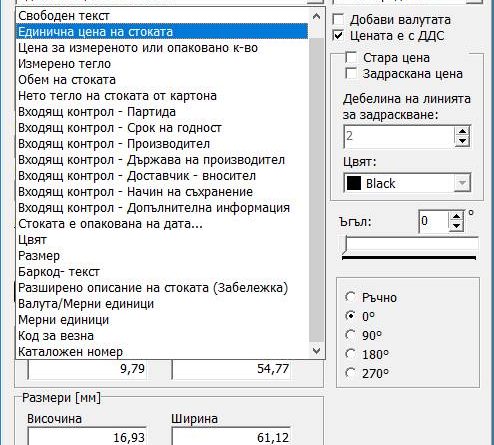 Свободен текст
Единична цена на стоката
Цена за измереното или опаковано к-во
Измерено тегло
Обем на стоката
Нето тегло на стоката от картона
Входящ контрол - Партида
Входящ контрол - Срок на годност
Входящ контрол - Производител
Входящ контрол - Държава на производител
Входящ контрол - Доставчик - вносител
Входящ контрол - Начин на съхранение
Входящ контрол - Допълнителна информация
Стоката е опакована на дата...
Цвят
Размер
Баркод- текст
Разширено описание на стоката (Забележка)
Валута/Мерни единици
Мерни единици
Код за везна
Каталожен номер
9,79 54,77
Размери [мм]
Височина Ширина
16,93 61,12
Добави валутата
Цената е с ДДС
Стара цена
Задраскана цена
Дебелина на линията
за задраскване:
2
Цвят:
Black
Ъгъл: 0 °
Ръчно
0º
90º
180º
270º